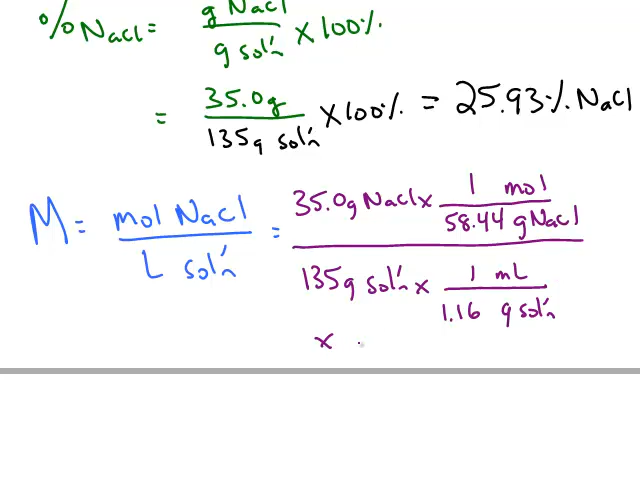 % NaCl = g NaCl / g sol'n × 100%
= 35.0g / 135g sol'n × 100% = 25.93% NaCl
M = mol NaCl / L sol'n = 35.0g NaCl × 1 mol / 58.44 g NaCl
135g sol'n × 1 mL / 1.16 g sol'n
×